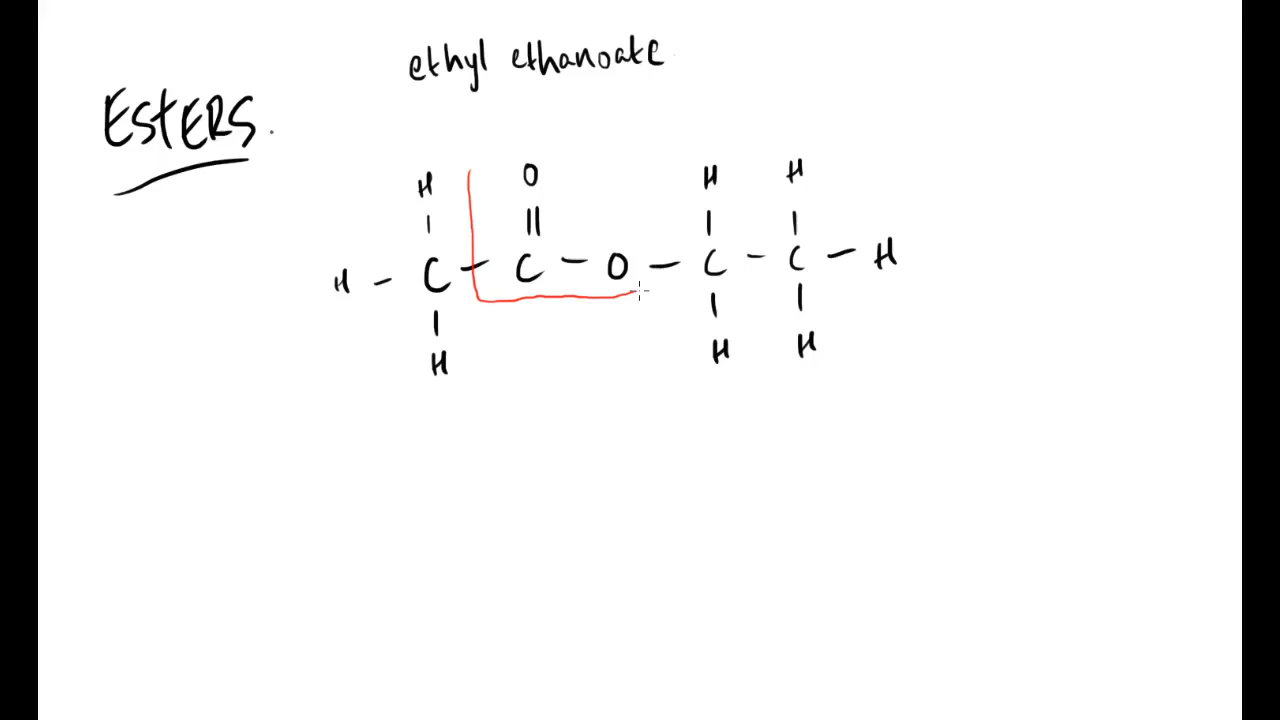 ethyl ethanoate
ESTERS.
H O H H
H - C - C - O - C - C - H
H H H